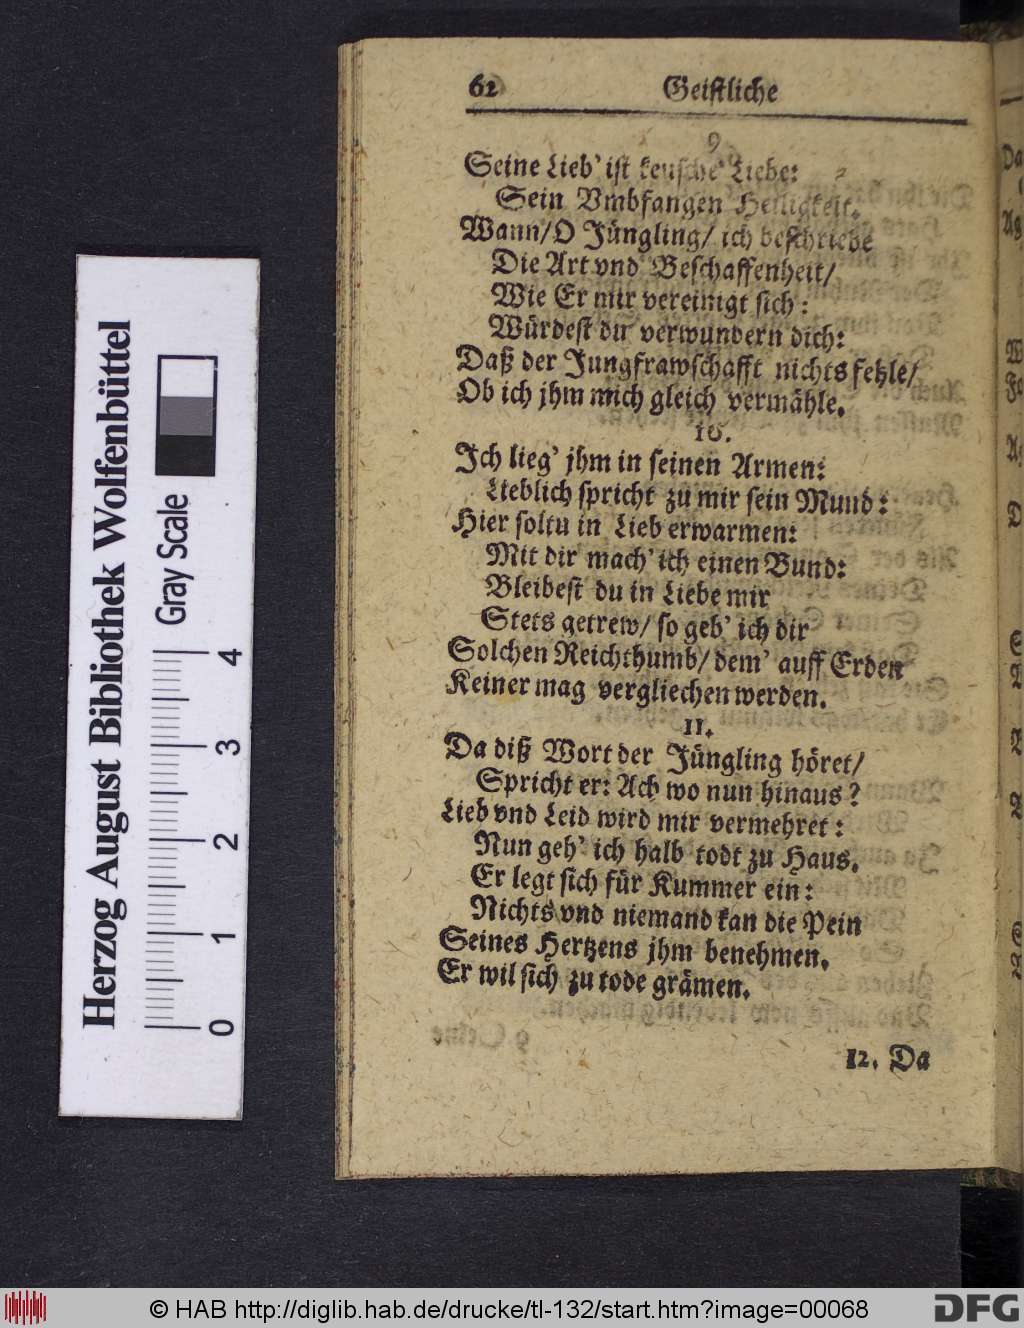 62 Geistliche
9
Seine Lieb' ist keusche Liebe:
Sein Vmbfangen Heiligkeit.
Wann/O Jüngling/ ich beschriebe
Die Art vnd Beschaffenheit/
Wie Er mir vereinigt sich:
Würdest du verwundern dich:
Daß der Jungfrawschafft nichts fehle/
Ob ich jhm mich gleich vermähle.
10.
Ich lieg' jhm in seinen Armen:
Lieblich spricht zu mir sein Mund:
Hier soltu in Lieb erwarmen:
Mit dir mach' ich einen Bund:
Bleibest du in Liebe mir
Stets getrew/ so geb' ich dir
Solchen Reichthumb/ dem' auff Erden
Keiner mag vergliechen werden.
11.
Da diß Wort der Jüngling höret/
Spricht er: Ach wo nun hinaus?
Lieb vnd Leid wird mir vermehret:
Nun geh' ich halb todt zu Haus.
Er legt sich für Kummer ein:
Nichts vnd niemand kan die Pein
Seines Hertzens jhm benehmen.
Er wil sich zu tode grämen.
12. Da
Herzog August Bibliothek Wolfenbüttel
Gray Scale
0 1 2 3 4
© HAB http://diglib.hab.de/drucke/tl-132/start.htm?image=00068
DFG